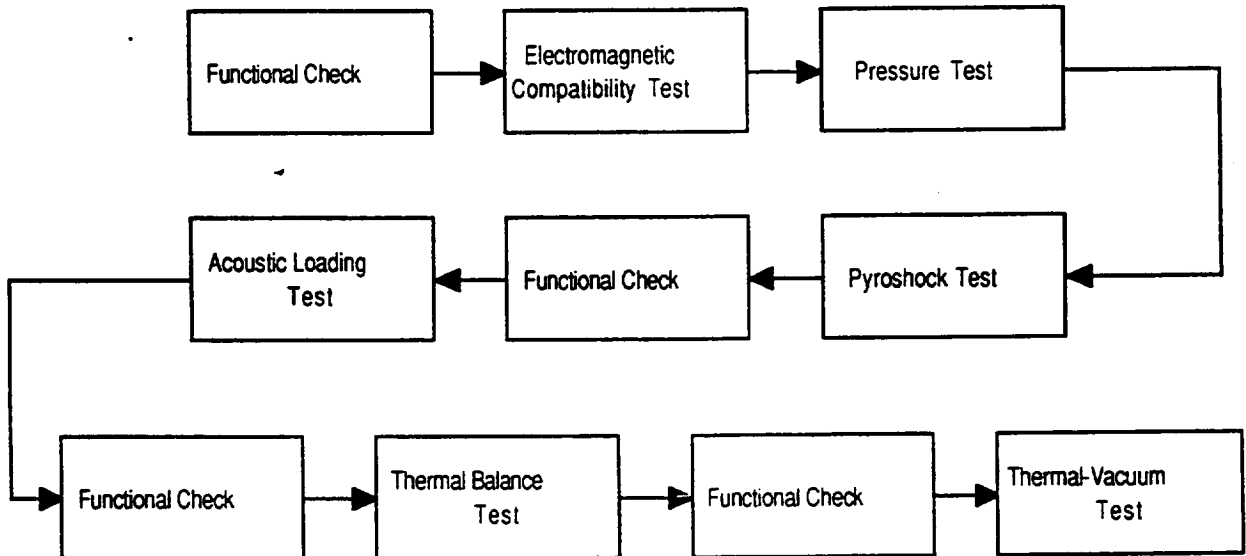 Functional Check
Electromagnetic
Compatibility Test
Pressure Test
Pyroshock Test
Functional Check
Acoustic Loading
Test
Functional Check
Thermal Balance
Test
Functional Check
Thermal-Vacuum
Test